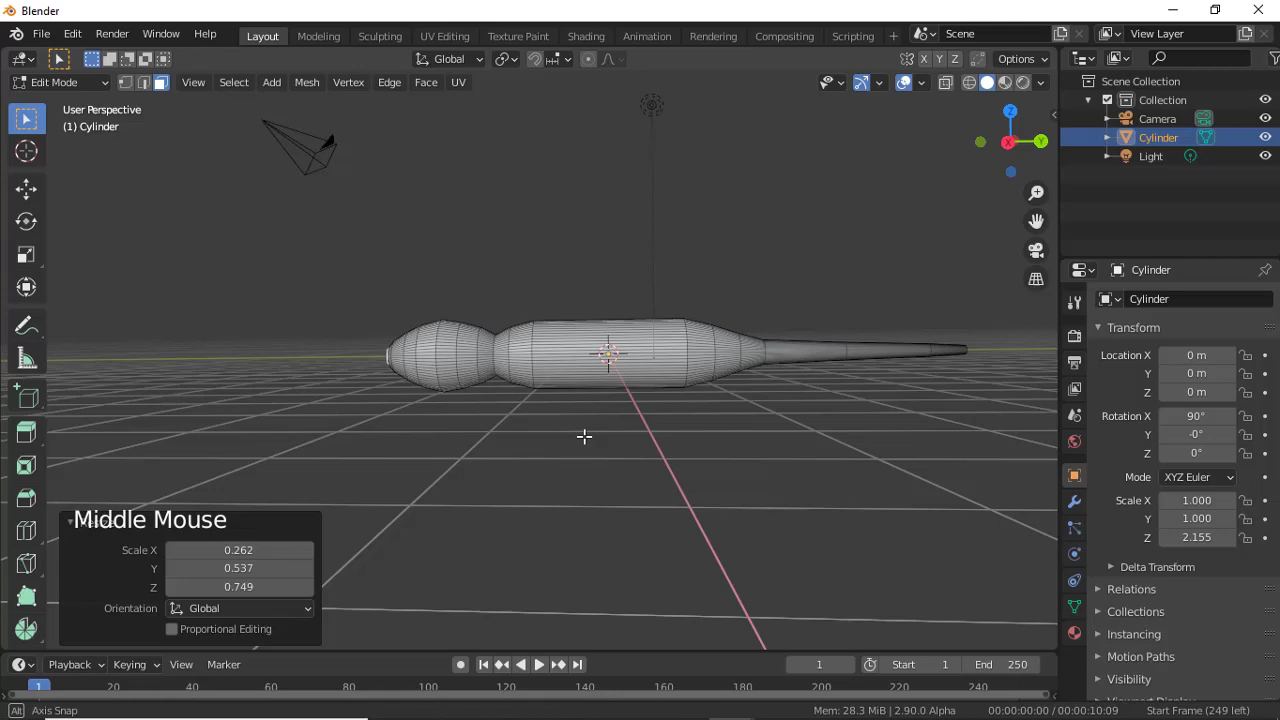 Blender
File Edit Render Window Help Layout Modeling Sculpting UV Editing Texture Paint Shading Animation Rendering Compositing Scripting + Scene View Layer
Global X Y Z Options
Edit Mode View Select Add Mesh Vertex Edge Face UV
User Perspective
(1) Cylinder
Z
X
Y
Scene Collection
Collection
Camera
Cylinder
Light
Cylinder
Cylinder
Transform
Location X 0 m
Y 0 m
Z 0 m
Rotation X 90°
Y -0°
Z 0°
Mode XYZ Euler
Scale X 1.000
Y 1.000
Z 2.155
Delta Transform
Relations
Collections
Instancing
Motion Paths
Visibility
Viewport Display
Middle Mouse
Scale X 0.262
Y 0.537
Z 0.749
Orientation Global
Proportional Editing
Playback Keying View Marker 1 Start 1 End 250
1 20 40 60 80 100 120 140 160 180 200 220 240
Alt Axis Snap Mem: 28.3 MiB | 2.90.0 Alpha 00:00:00:00 / 00:00:10:09 Start Frame (249 left)